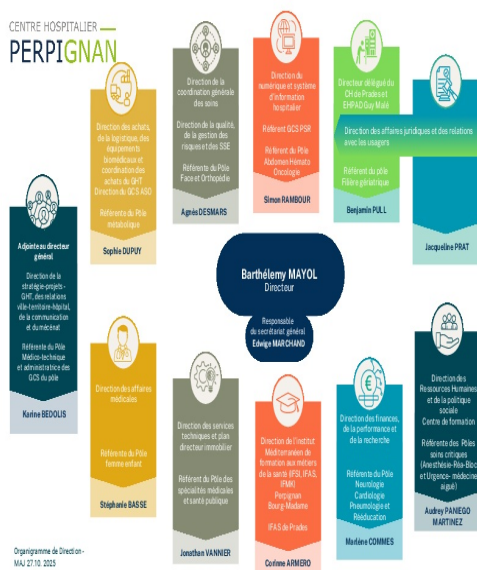 CENTRE HOSPITALIER
PERPIGNAN
Adjointe au directeur
général
Direction de la
stratégie-projets -
GHT, des relations
ville-territoire-hôpital,
de la communication
et du mécénat
Référente du Pôle
Médico-technique
et administratrice des
GCS du pôle
Karine BEDOLIS
Direction des achats,
de la logistique, des
équipements
biomédicaux et
coordination des
achats du GHT
Direction du GCS ASO
Référente du Pôle
métabolique
Sophie DUPUY
Direction de la
coordination générale
des soins
Direction de la qualité,
de la gestion des
risques et des SSE
Référente du Pôle
Face et Orthopédie
Agnès DESMARS
Direction du
numérique et système
d'information
hospitalier
Référent GCS PSR
Référent du Pôle
Abdomen Hémato
Oncologie
Simon RAMBOUR
Directeur délégué du
CH de Prades et
EHPAD Guy Malé
Direction des affaires juridiques et des relations
avec les usagers
Référent du pôle
Filière gériatrique
Benjamin PULL
Jacqueline PRAT
Barthélemy MAYOL
Directeur
Responsable
du secrétariat général
Edwige MARCHAND
Direction des affaires
médicales
Référente du Pôle
femme enfant
Stéphanie BASSE
Direction des services
techniques et plan
directeur immobilier
Référent du Pôle des
spécialités médicales
et santé publique
Jonathan VANNIER
Direction de l'institut
Méditerranéen de
formation aux métiers
de la santé (IFSI, IFAS,
IFMK)
Perpignan
Bourg-Madame
IFAS de Prades
Corinne ARMERO
Direction des finances,
de la performance et
de la recherche
Référente du Pôle
Neurologie
Cardiologie
Pneumologie et
Rééducation
Marlène COMMES
Direction des
Ressources Humaines
et de la politique
sociale
Centre de formation
Référente des Pôles
soins critiques
(Anesthésie-Réa-Bloc
et Urgence- médecine
aiguë)
Audrey PANIEGO
MARTINEZ
Organigramme de Direction -
MAJ 27.10. 2025